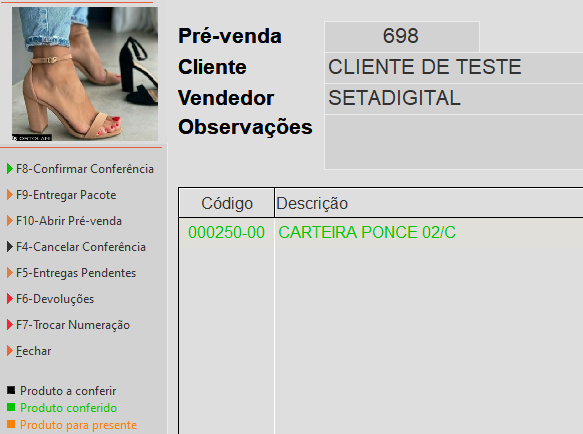 ORTOLANI
F8-Confirmar Conferência
F9-Entregar Pacote
F10-Abrir Pré-venda
F4-Cancelar Conferência
F5-Entregas Pendentes
F6-Devoluções
F7-Trocar Numeração
Fechar
Produto a conferir
Produto conferido
Produto para presente
Pré-venda 698
Cliente CLIENTE DE TESTE
Vendedor SETADIGITAL
Observações
Código Descrição
000250-00 CARTEIRA PONCE 02/C